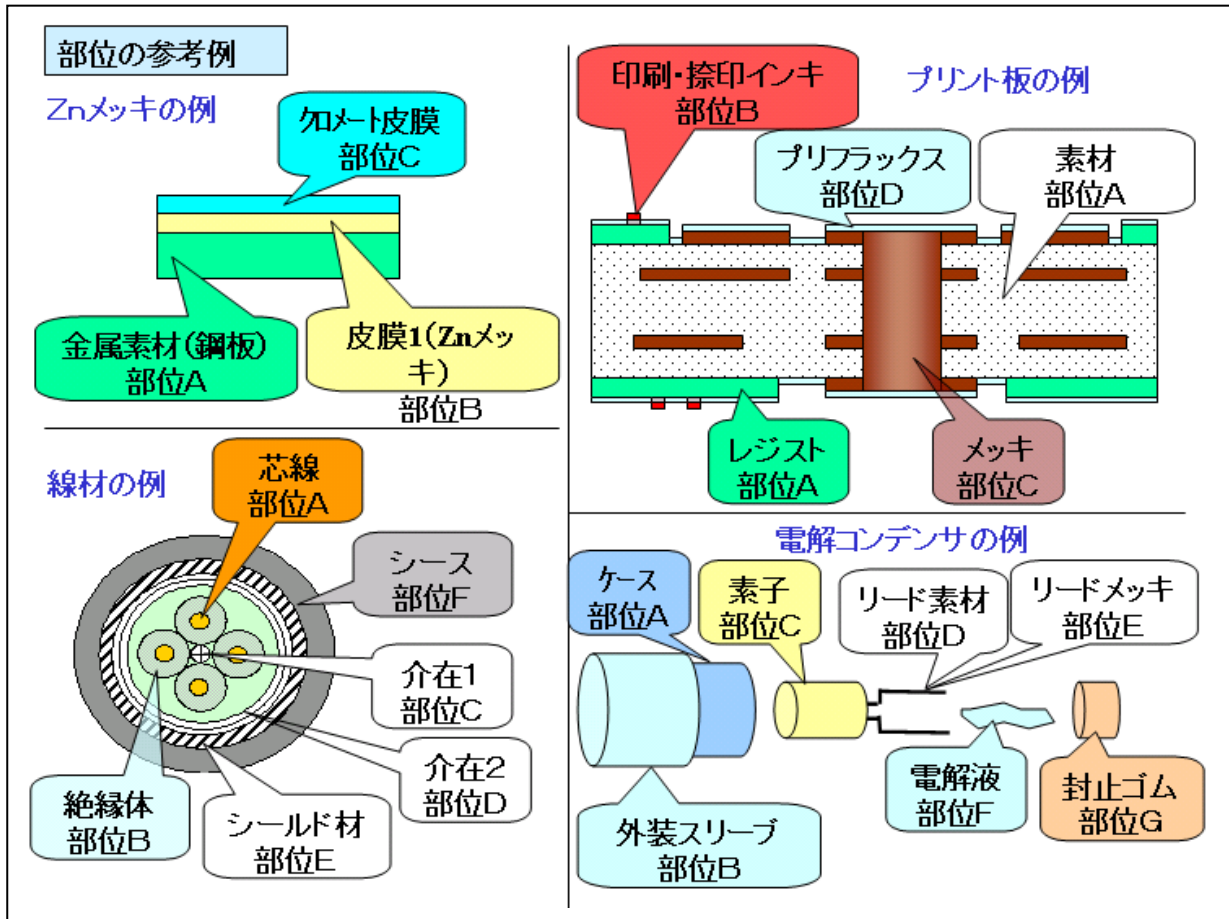 部位の参考例
Znメッキの例
クロメート皮膜
部位C
金属素材(鋼板)
部位A
皮膜1(Znメッ
キ)
部位B
プリント板の例
印刷・捺印インキ
部位B
プリフラックス
部位D
素材
部位A
レジスト
部位A
メッキ
部位C
線材の例
芯線
部位A
シース
部位F
介在1
部位C
介在2
部位D
絶縁体
部位B
シールド材
部位E
電解コンデンサの例
ケース
部位A
素子
部位C
リード素材
部位D
リードメッキ
部位E
外装スリーブ
部位B
電解液
部位F
封止ゴム
部位G